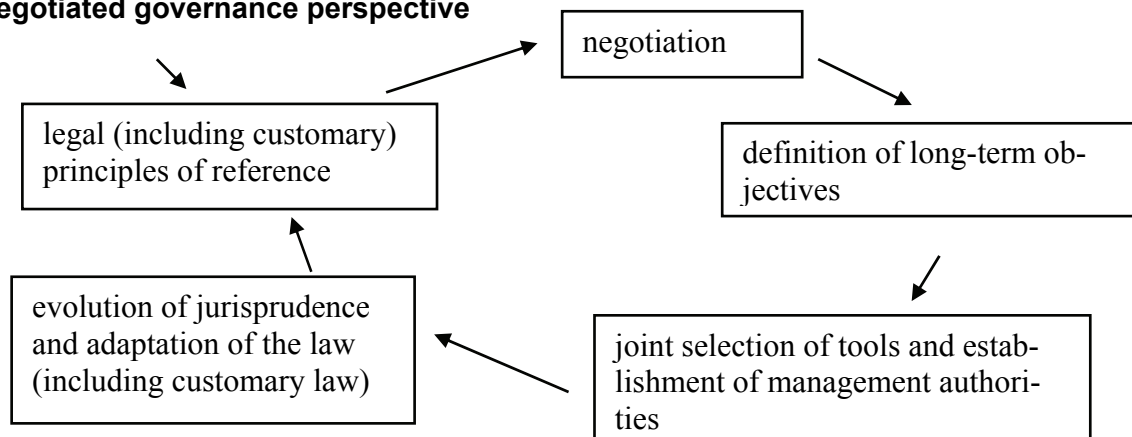 egotiated governance perspective
negotiation
legal (including customary)
principles of reference
definition of long-term ob-
jectives
evolution of jurisprudence
and adaptation of the law
(including customary law)
joint selection of tools and estab-
lishment of management authori-
ties